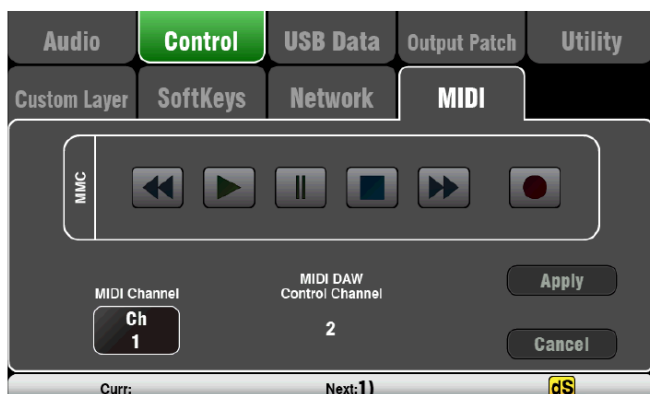 Audio Control USB Data Output Patch Utility
Custom Layer SoftKeys Network MIDI
MMC
MIDI Channel
Ch
1
MIDI DAW
Control Channel
2
Apply
Cancel
Curr: Next:1) dS